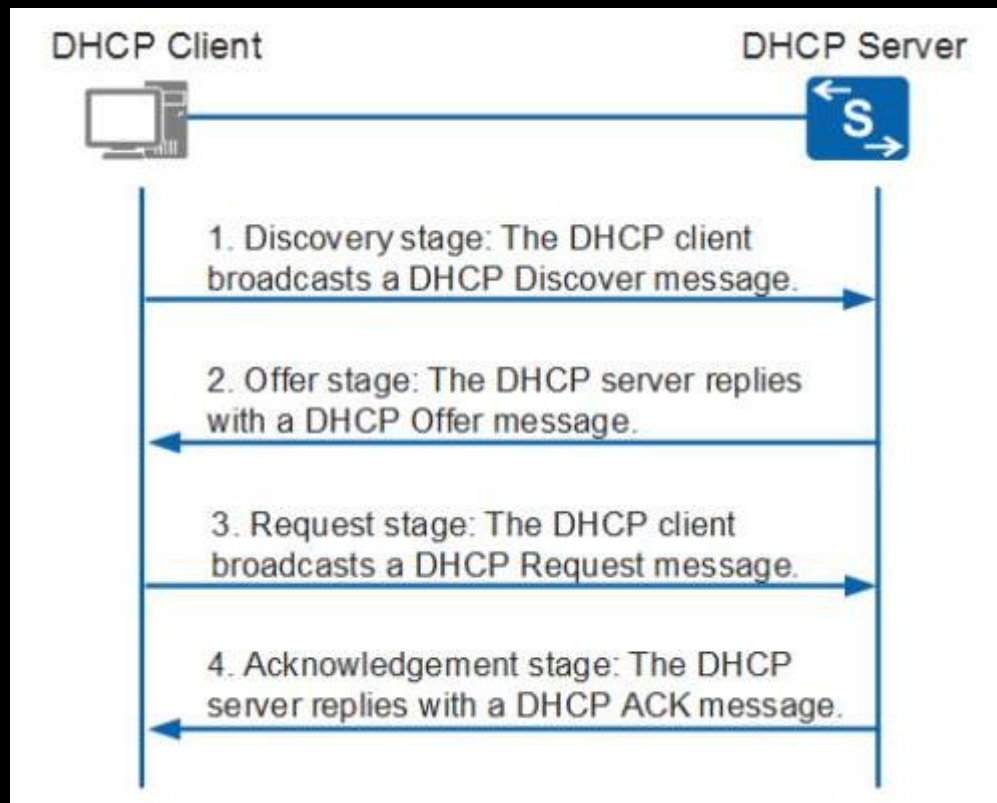 DHCP Client
DHCP Server
S
1. Discovery stage: The DHCP client
broadcasts a DHCP Discover message.
2. Offer stage: The DHCP server replies
with a DHCP Offer message.
3. Request stage: The DHCP client
broadcasts a DHCP Request message.
4. Acknowledgement stage: The DHCP
server replies with a DHCP ACK message.